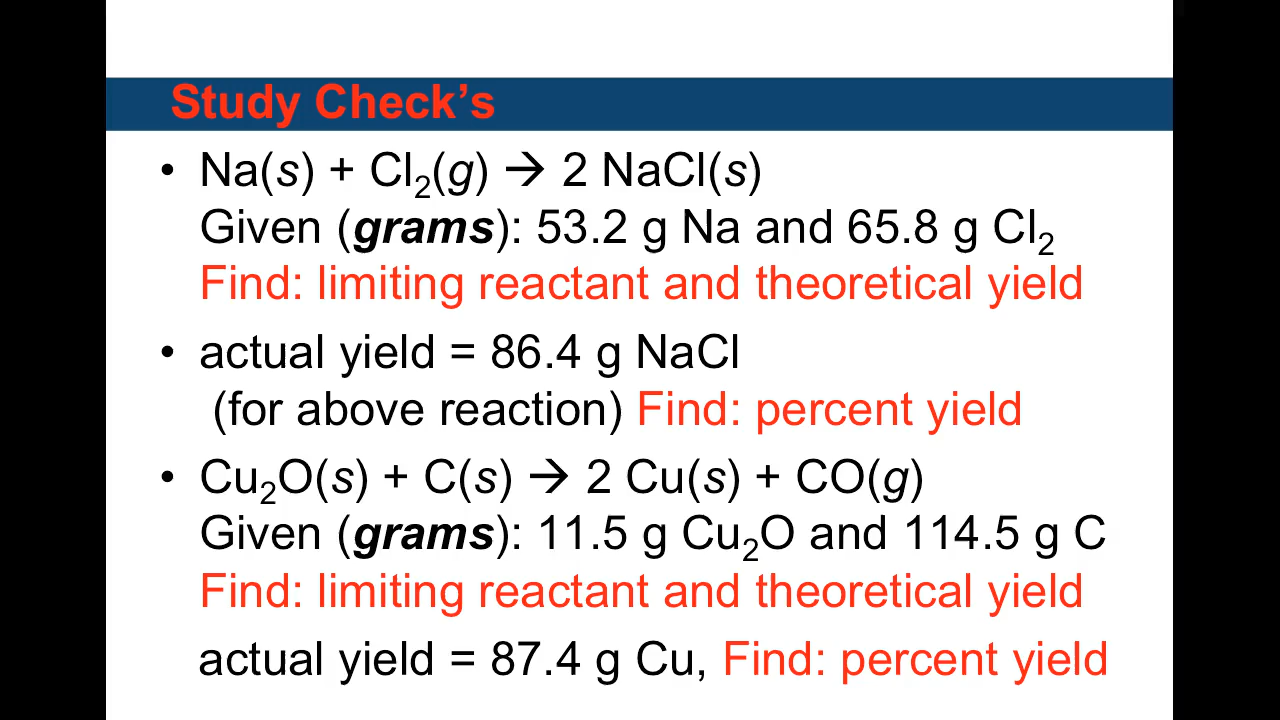 Study Check’s
• Na(s) + Cl₂(g) → 2 NaCl(s)
Given (grams): 53.2 g Na and 65.8 g Cl₂
Find: limiting reactant and theoretical yield
• actual yield = 86.4 g NaCl
(for above reaction) Find: percent yield
• Cu₂O(s) + C(s) → 2 Cu(s) + CO(g)
Given (grams): 11.5 g Cu₂O and 114.5 g C
Find: limiting reactant and theoretical yield
actual yield = 87.4 g Cu, Find: percent yield